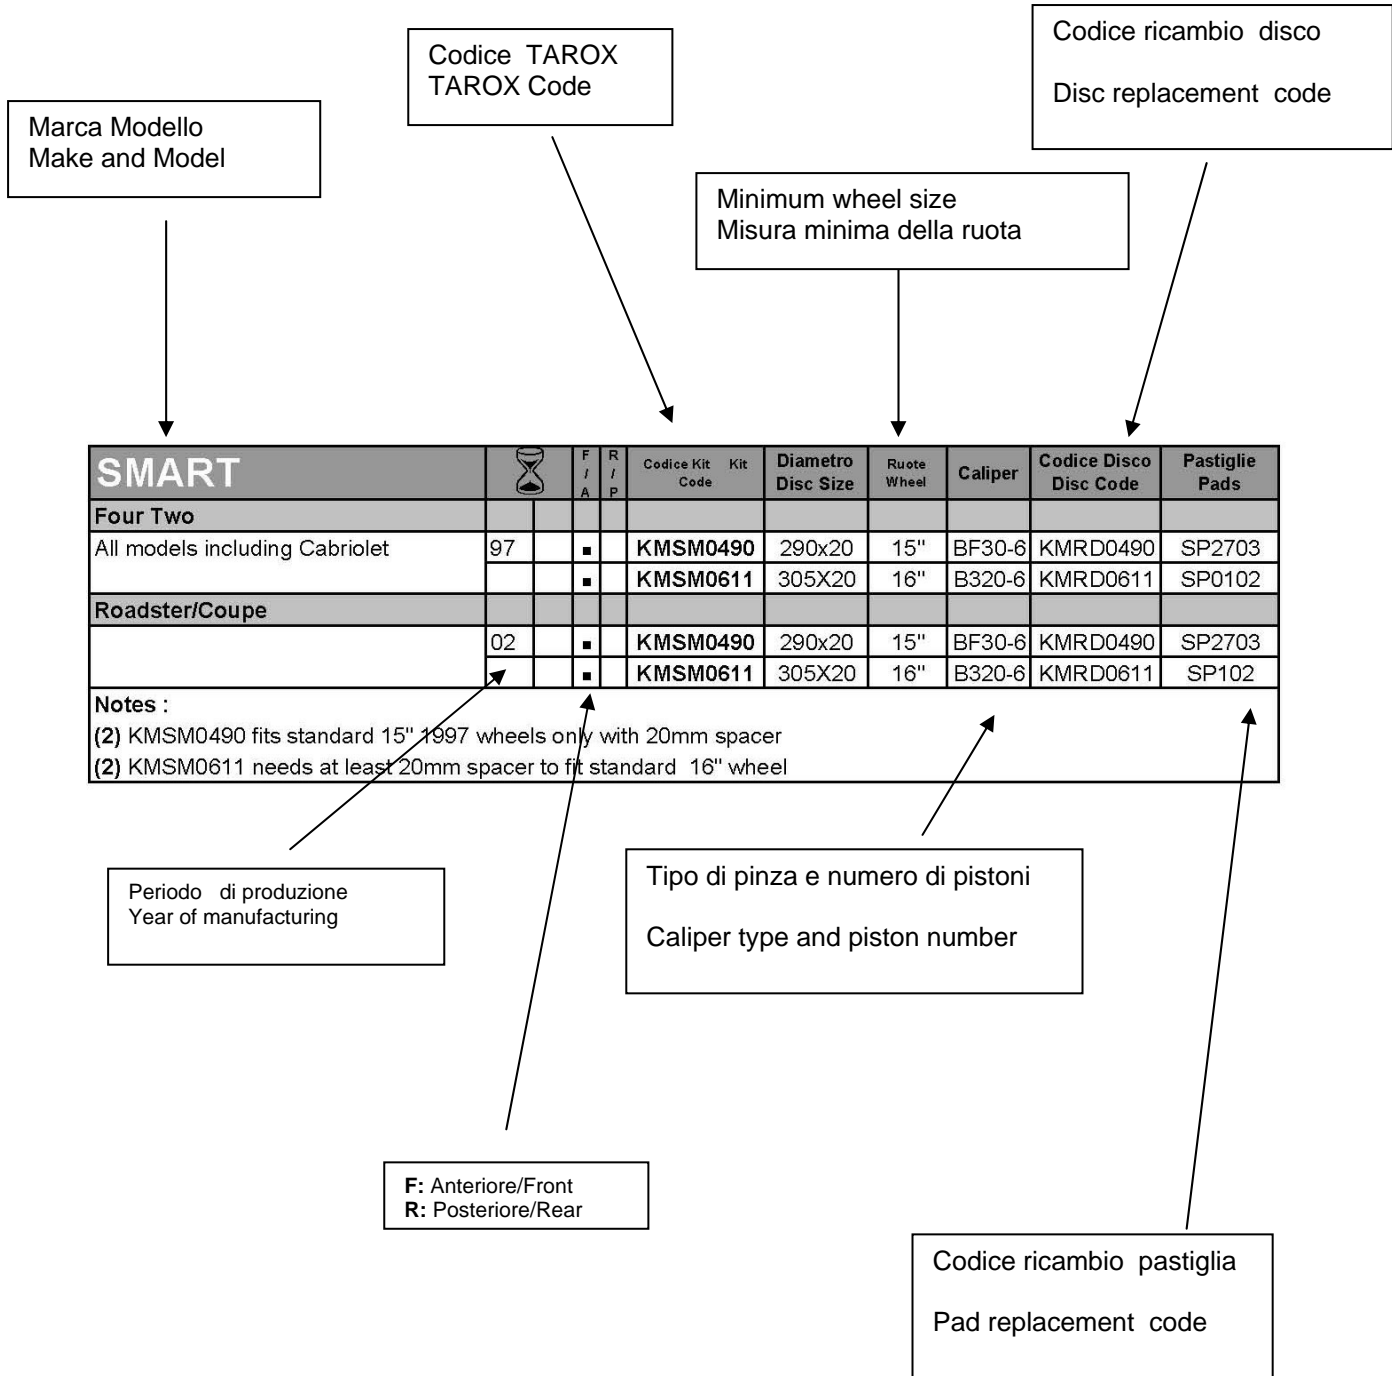 Codice ricambio disco
Disc replacement code
Codice TAROX
TAROX Code
Marca Modello
Make and Model
Minimum wheel size
Misura minima della ruota
SMART F / A R / P Codice Kit Kit Code Diametro Disc Size Ruote Wheel Caliper Codice Disco Disc Code Pastiglie Pads
Four Two
All models including Cabriolet 97 ▪ KMSM0490 290x20 15" BF30-6 KMRD0490 SP2703
▪ KMSM0611 305X20 16" B320-6 KMRD0611 SP0102
Roadster/Coupe
02 ▪ KMSM0490 290x20 15" BF30-6 KMRD0490 SP2703
▪ KMSM0611 305X20 16" B320-6 KMRD0611 SP102
Notes :
(2) KMSM0490 fits standard 15" 1997 wheels only with 20mm spacer
(2) KMSM0611 needs at least 20mm spacer to fit standard 16" wheel
Periodo di produzione
Year of manufacturing
Tipo di pinza e numero di pistoni
Caliper type and piston number
F: Anteriore/Front
R: Posteriore/Rear
Codice ricambio pastiglia
Pad replacement code